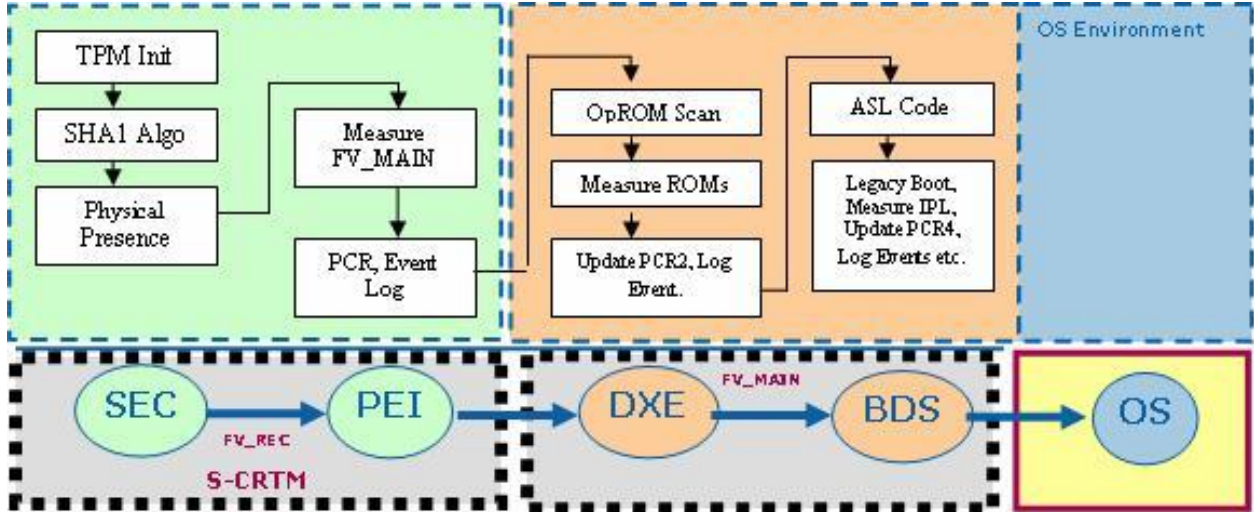 TPM Init
SHA1 Algo
Physical
Presence
Measure
FV_MAIN
PCR, Event
Log
OpROM Scan
Measure ROMs
Update PCR2, Log
Event.
ASL Code
Legacy Boot,
Measure IPL,
Update PCR4,
Log Events etc.
OS Environment
SEC
FV_REC
PEI
S-CRTM
DXE
FV_MAIN
BDS
OS